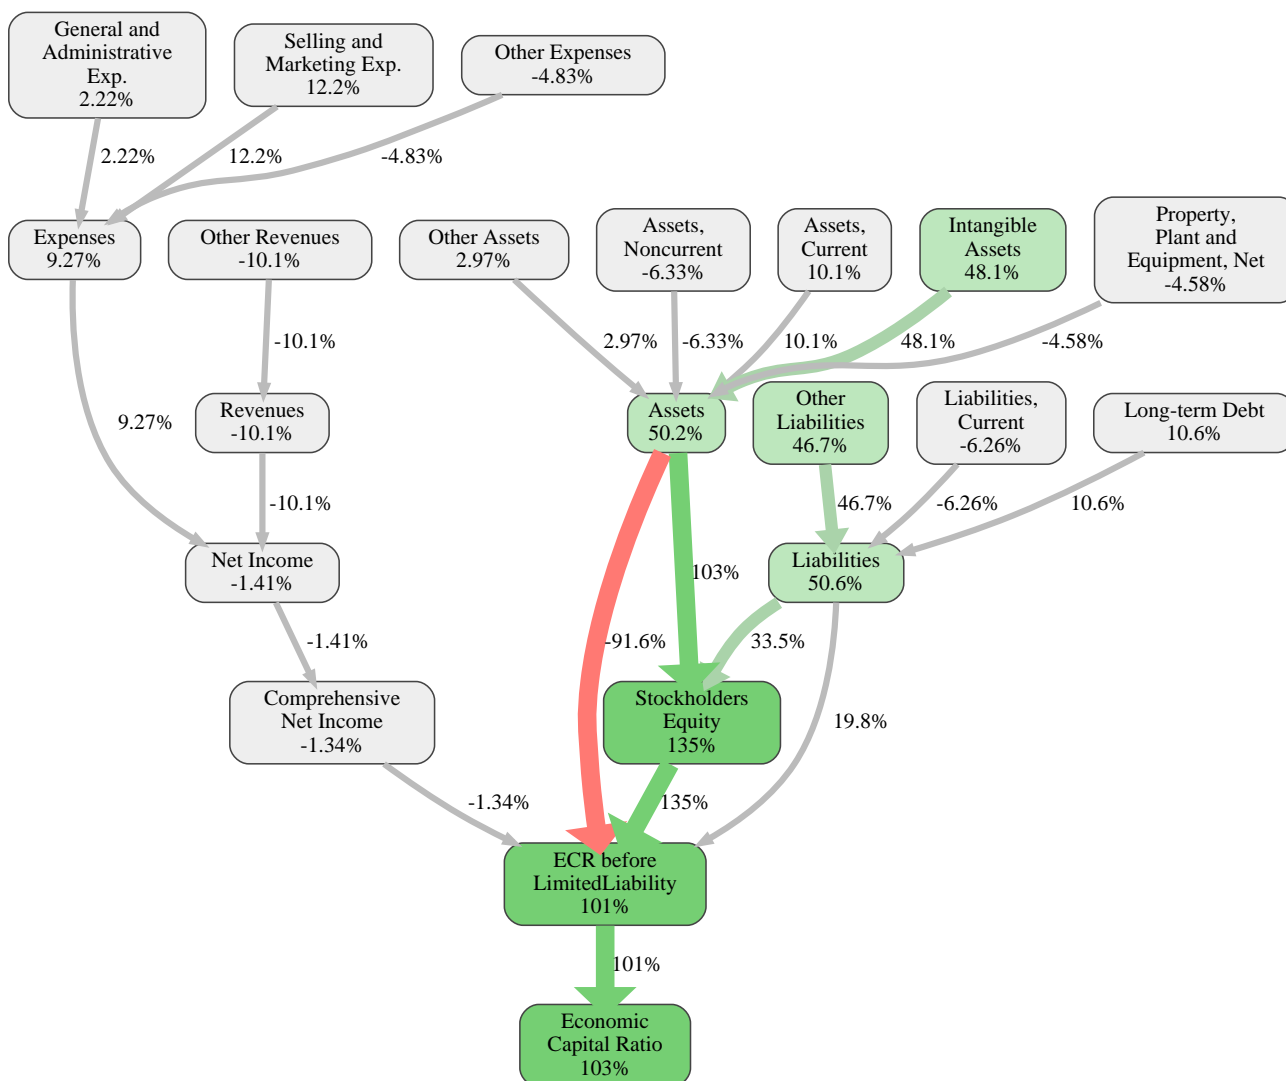 General and
Administrative
Exp.
2.22%
Selling and
Marketing Exp.
12.2%
Other Expenses
-4.83%
2.22%
12.2%
-4.83%
Expenses
9.27%
Other Revenues
-10.1%
Other Assets
2.97%
Assets,
Noncurrent
-6.33%
Assets,
Current
10.1%
Intangible
Assets
48.1%
Property,
Plant and
Equipment, Net
-4.58%
-10.1%
2.97%
-6.33%
10.1%
48.1%
-4.58%
9.27%
Revenues
-10.1%
Assets
50.2%
Other
Liabilities
46.7%
Liabilities,
Current
-6.26%
Long-term Debt
10.6%
-10.1%
46.7%
-6.26%
10.6%
Net Income
-1.41%
103%
Liabilities
50.6%
-1.41%
-91.6%
33.5%
Comprehensive
Net Income
-1.34%
Stockholders
Equity
135%
19.8%
-1.34%
135%
ECR before
LimitedLiability
101%
101%
Economic
Capital Ratio
103%